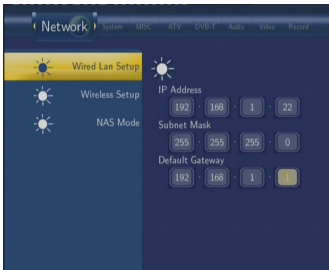 Network System MISC ATV DVB-T Audio Video Record
Wired Lan Setup
Wireless Setup
NAS Mode
IP Address
192 · 168 · 1 · 22
Subnet Mask
255 · 255 · 255 · 0
Default Gateway
192 · 168 · 1 · 1